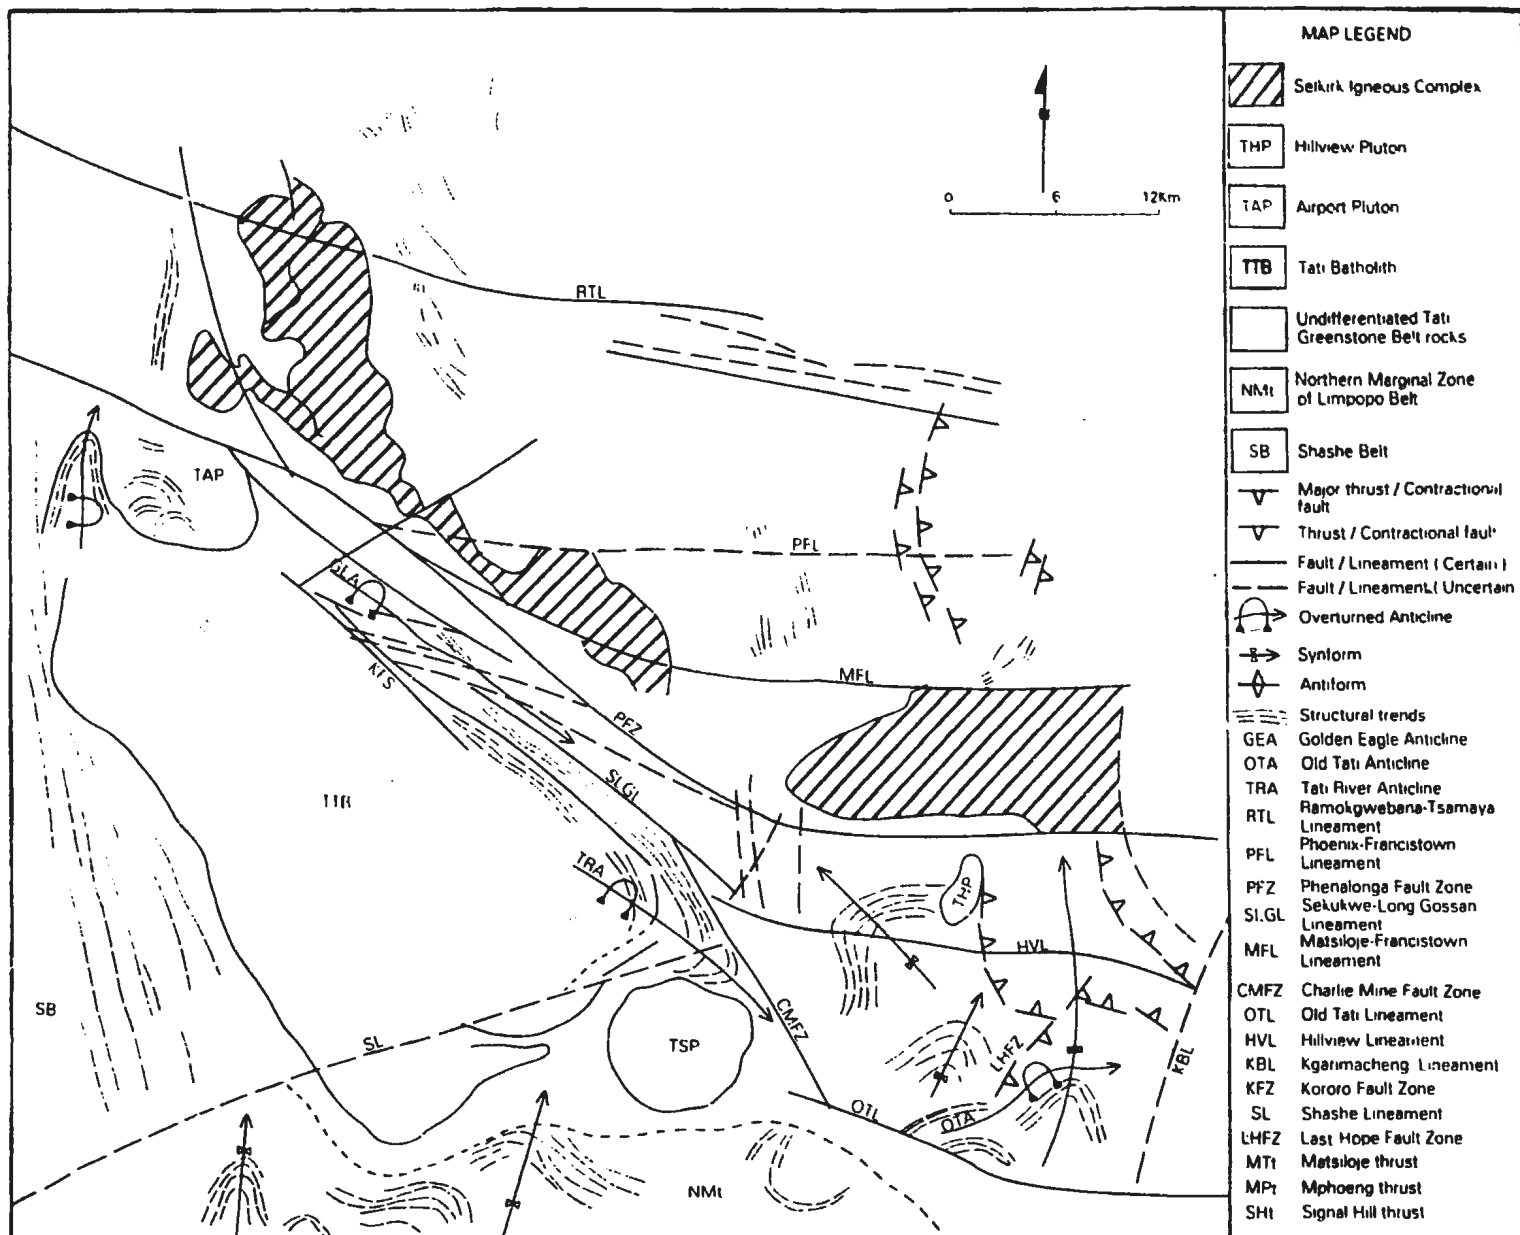 MAP LEGEND
Selkirk Igneous Complex
THP Hillview Pluton
TAP Airport Pluton
TTB Tati Batholith
Undifferentiated Tati
Greenstone Belt rocks
NMt Northern Marginal Zone
of Limpopo Belt
SB Shashe Belt
Major thrust / Contractional
fault
Thrust / Contractional fault
Fault / Lineament (Certain)
Fault / Lineament (Uncertain
Overturned Anticline
Synform
Antiform
Structural trends
GEA Golden Eagle Anticline
OTA Old Tati Anticline
TRA Tati River Anticline
RTL Ramokgwebana-Tsamaya
Lineament
PFL Phoenix-Francistown
Lineament
PFZ Phenalonga Fault Zone
SLGL Sekukwe-Long Gossan
Lineament
MFL Matsiloje-Francistown
Lineament
CMFZ Charlie Mine Fault Zone
OTL Old Tati Lineament
HVL Hillview Lineament
KBL Kgarimacheng Lineament
KFZ Kororo Fault Zone
SL Shashe Lineament
LHFZ Last Hope Fault Zone
MTt Matsiloje thrust
MPt Mphoeng thrust
SHt Signal Hill thrust
0 6 12Km
RTL
TAP
PFL
MFL
PFZ
SLGL
TTB
TRA
THP
HVL
SB
SL
TSP
CMFZ
LHFZ
KBL
OTL
OTA
NMt